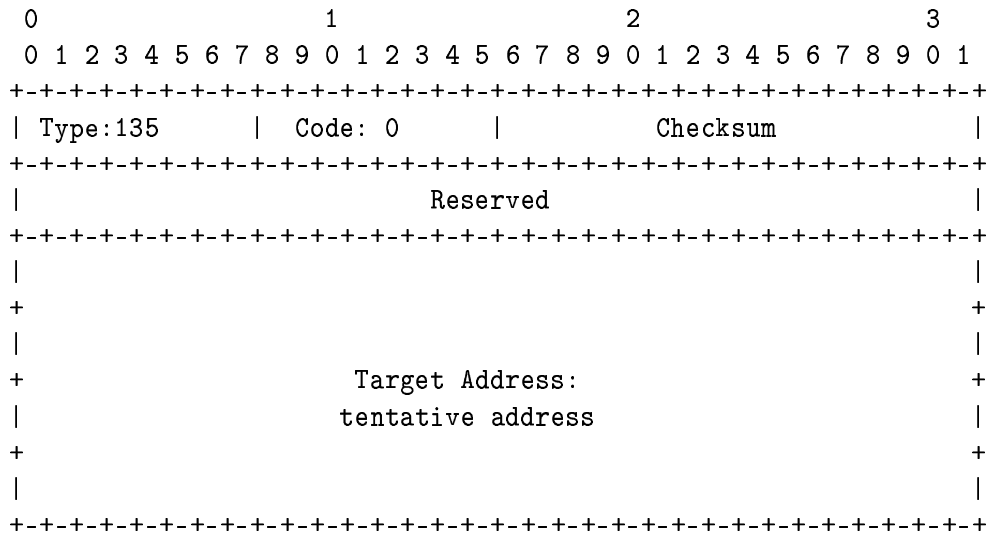 0                   1                   2                   3
 0 1 2 3 4 5 6 7 8 9 0 1 2 3 4 5 6 7 8 9 0 1 2 3 4 5 6 7 8 9 0 1
+-+-+-+-+-+-+-+-+-+-+-+-+-+-+-+-+-+-+-+-+-+-+-+-+-+-+-+-+-+-+-+-+
| Type:135      |  Code: 0      |          Checksum             |
+-+-+-+-+-+-+-+-+-+-+-+-+-+-+-+-+-+-+-+-+-+-+-+-+-+-+-+-+-+-+-+-+
|                           Reserved                            |
+-+-+-+-+-+-+-+-+-+-+-+-+-+-+-+-+-+-+-+-+-+-+-+-+-+-+-+-+-+-+-+-+
|                                                               |
+                                                               +
|                                                               |
+                      Target Address:                          +
|                     tentative address                         |
+                                                               +
|                                                               |
+-+-+-+-+-+-+-+-+-+-+-+-+-+-+-+-+-+-+-+-+-+-+-+-+-+-+-+-+-+-+-+-+